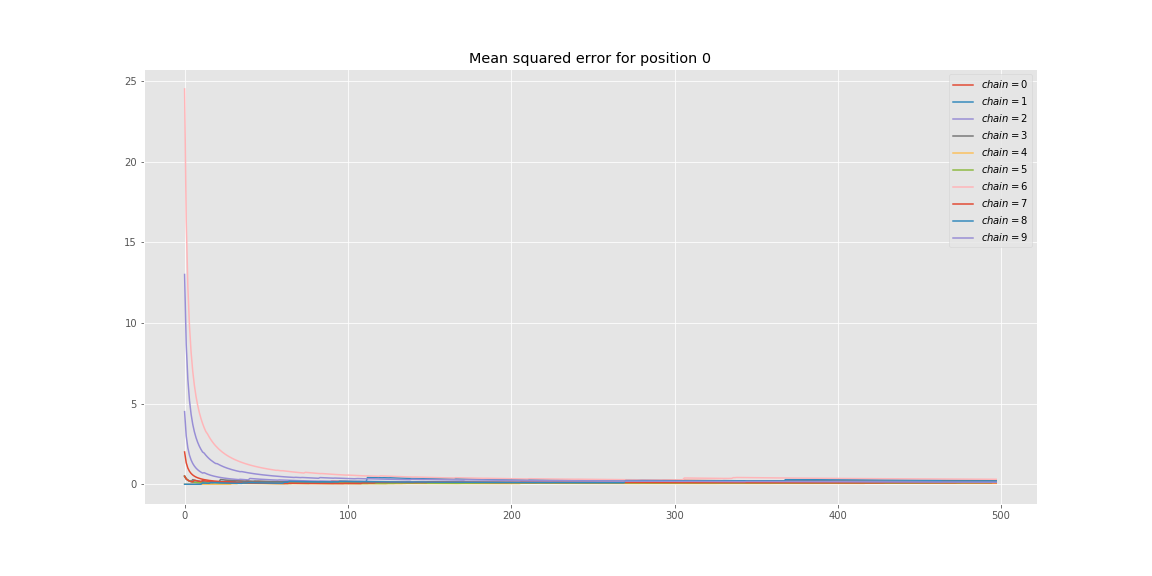 Mean squared error for position 0
25
20
15
10
5
0
0 100 200 300 400 500
chain = 0
chain = 1
chain = 2
chain = 3
chain = 4
chain = 5
chain = 6
chain = 7
chain = 8
chain = 9